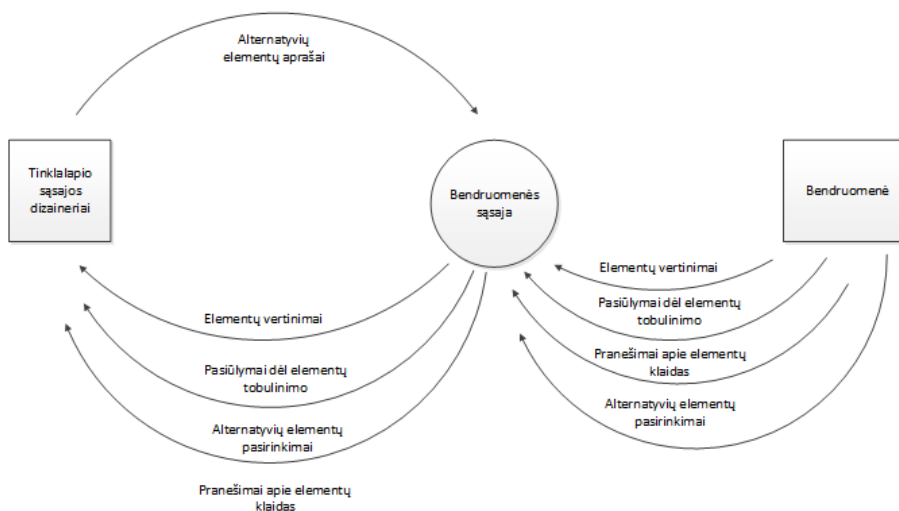 Alternatyvių
elementų aprašai
Tinklalapio
sąsajos
dizaineriai
Bendruomenės
sąsaja
Bendruomenė
Elementų vertinimai
Pasiūlymai dėl elementų
tobulinimo
Pranešimai apie elementų
klaidas
Alternatyvių elementų
pasirinkimai
Elementų vertinimai
Pasiūlymai dėl elementų
tobulinimo
Alternatyvių elementų
pasirinkimai
Pranešimai apie elementų
klaidas